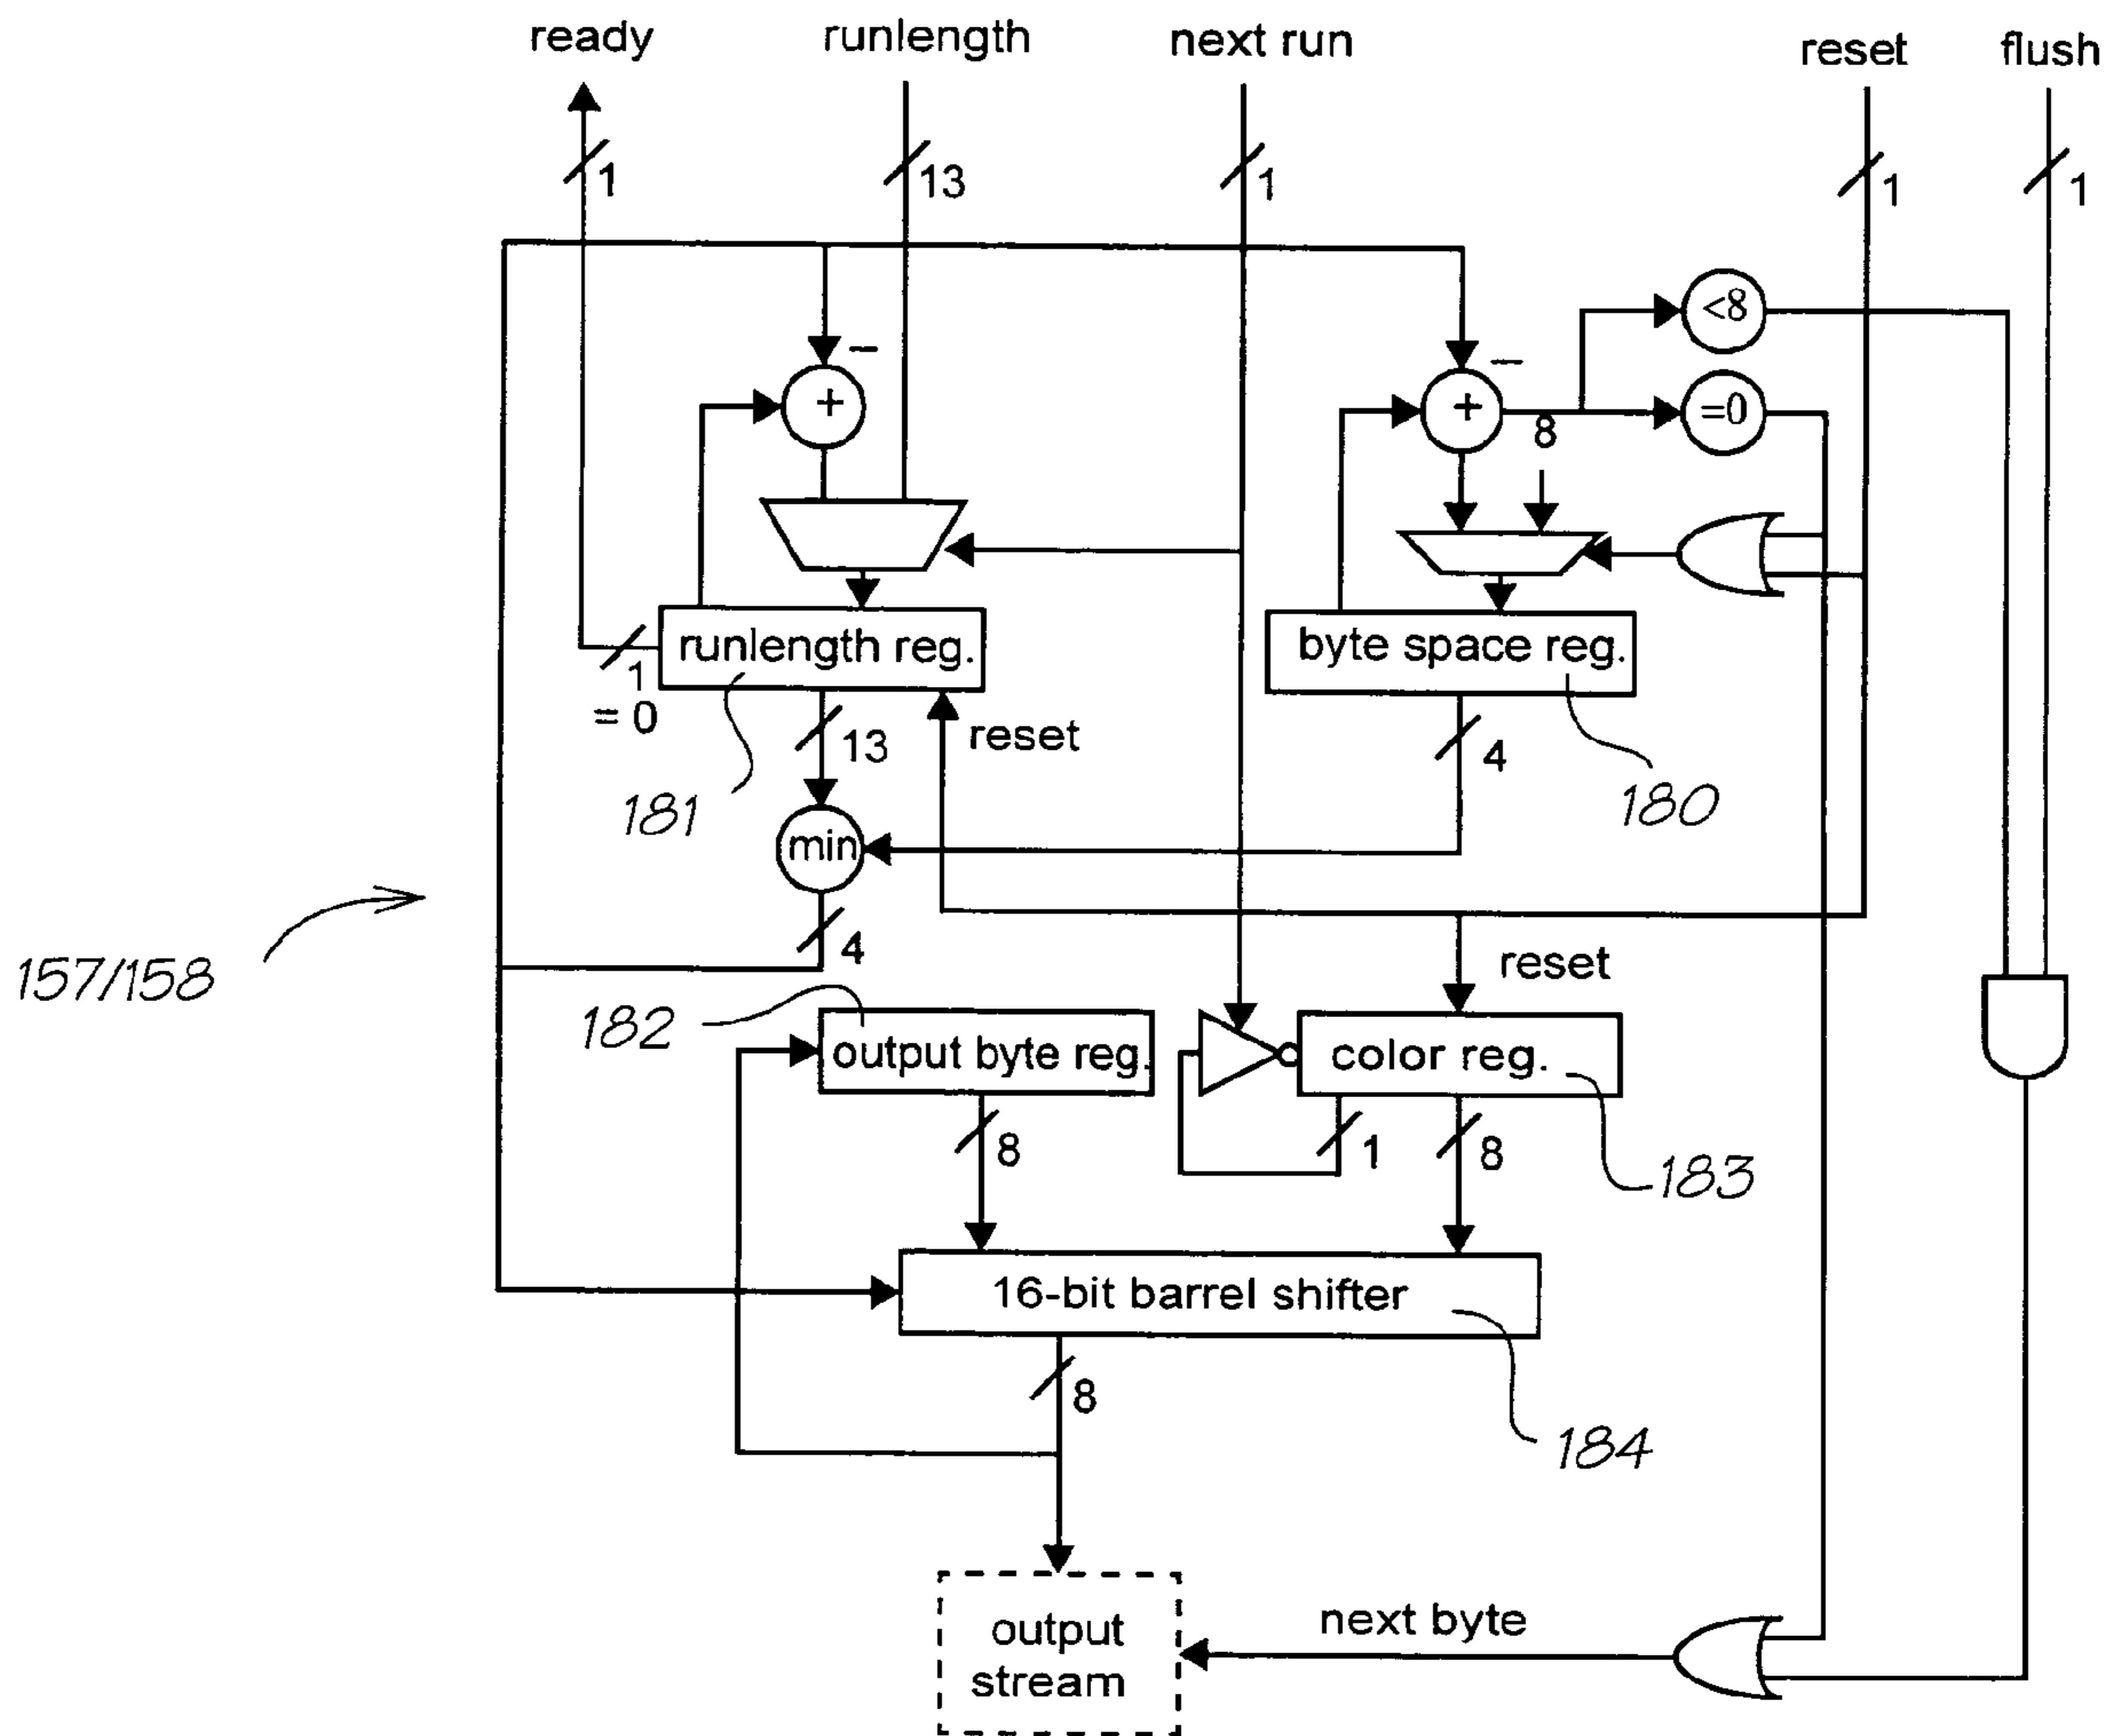 ready
runlength
next run
reset
flush
1
13
1
1
1
<8
–
+
–
+
8
=0
runlength reg.
byte space reg.
1
= 0
13
reset
4
181
180
min
4
reset
157/158
182
output byte reg.
color reg.
8
1
8
183
16-bit barrel shifter
8
184
next byte
output
stream